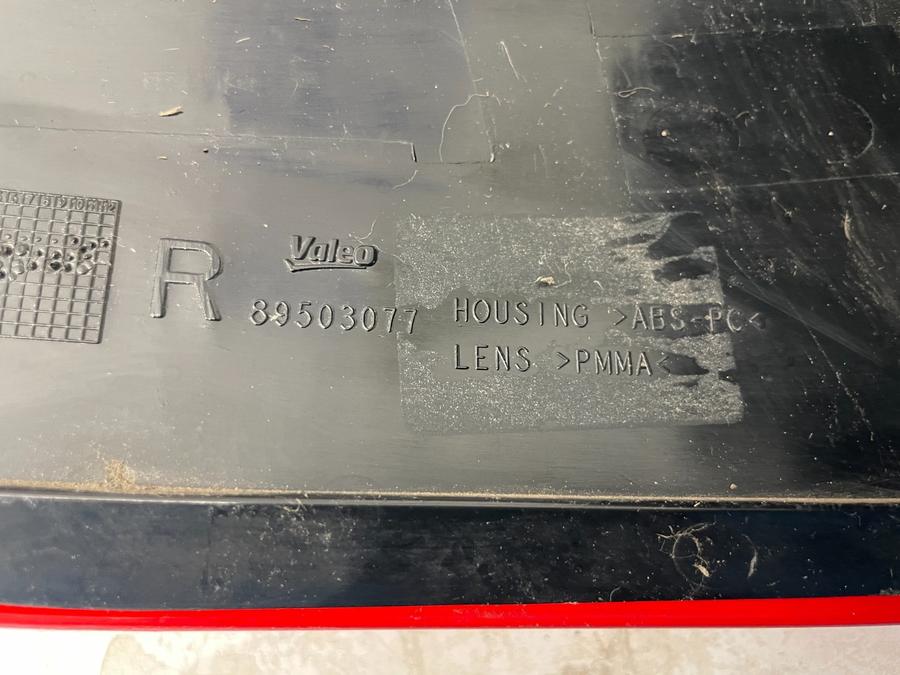 R
Valeo
89503077
HOUSING >ABS-PC<
LENS >PMMA<